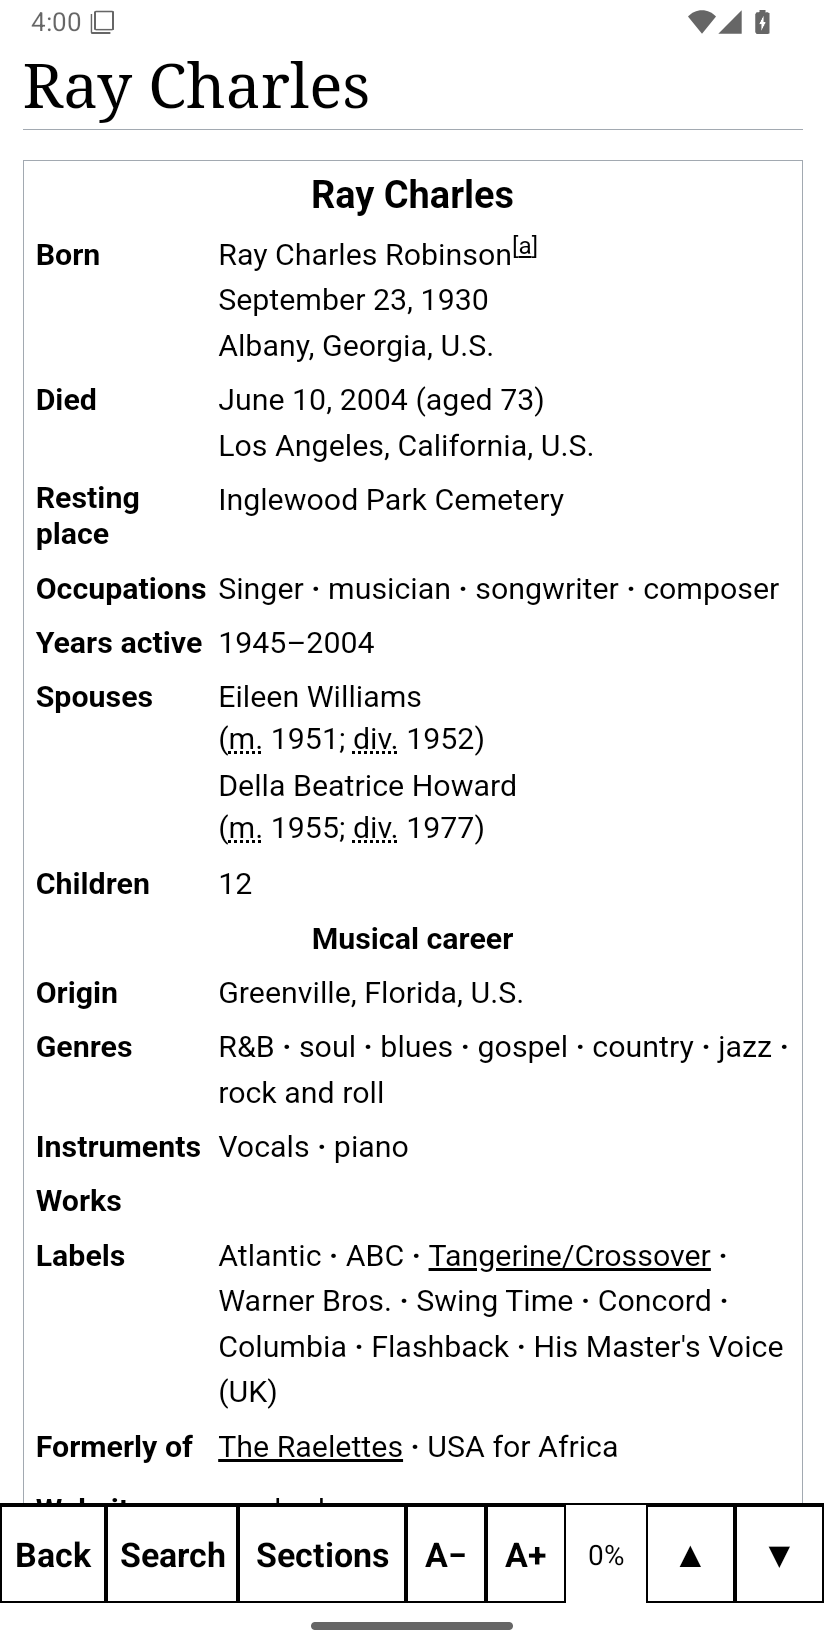 4:00
Ray Charles
Ray Charles
Born Ray Charles Robinson[a]
September 23, 1930
Albany, Georgia, U.S.
Died June 10, 2004 (aged 73)
Los Angeles, California, U.S.
Resting place Inglewood Park Cemetery
Occupations Singer · musician · songwriter · composer
Years active 1945–2004
Spouses Eileen Williams
(m. 1951; div. 1952)
Della Beatrice Howard
(m. 1955; div. 1977)
Children 12
Musical career
Origin Greenville, Florida, U.S.
Genres R&B · soul · blues · gospel · country · jazz ·
rock and roll
Instruments Vocals · piano
Works
Labels Atlantic · ABC · Tangerine/Crossover ·
Warner Bros. · Swing Time · Concord ·
Columbia · Flashback · His Master's Voice
(UK)
Formerly of The Raelettes · USA for Africa
Back Search Sections A− A+ 0% ▲ ▼